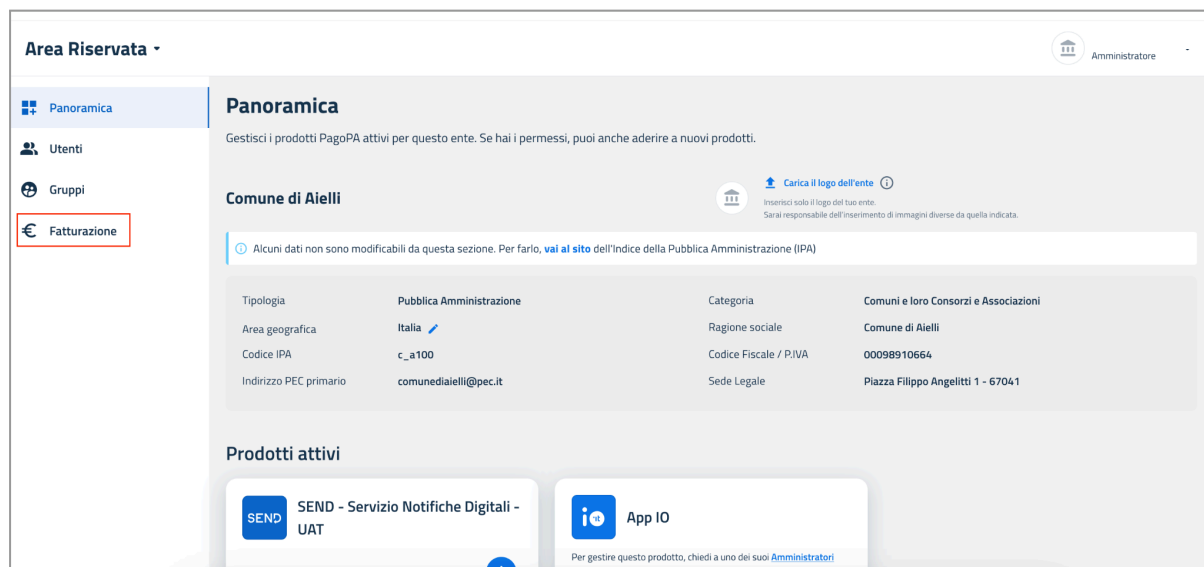 Area Riservata
Amministratore
-
Panoramica
Utenti
Gruppi
€ Fatturazione
Panoramica
Gestisci i prodotti PagoPA attivi per questo ente. Se hai i permessi, puoi anche aderire a nuovi prodotti.
Comune di Aielli
Carica il logo dell'ente
Inserisci solo il logo del tuo ente.
Sarai responsabile dell'inserimento di immagini diverse da quella indicata.
Alcuni dati non sono modificabili da questa sezione. Per farlo, vai al sito dell'Indice della Pubblica Amministrazione (IPA)
Tipologia Pubblica Amministrazione Categoria Comuni e loro Consorzi e Associazioni
Area geografica Italia Ragione sociale Comune di Aielli
Codice IPA c_a100 Codice Fiscale / P.IVA 00098910664
Indirizzo PEC primario comunediaielli@pec.it Sede Legale Piazza Filippo Angelitti 1 - 67041
Prodotti attivi
SEND
SEND - Servizio Notifiche Digitali -
UAT
io it
App IO
Per gestire questo prodotto, chiedi a uno dei suoi Amministratori